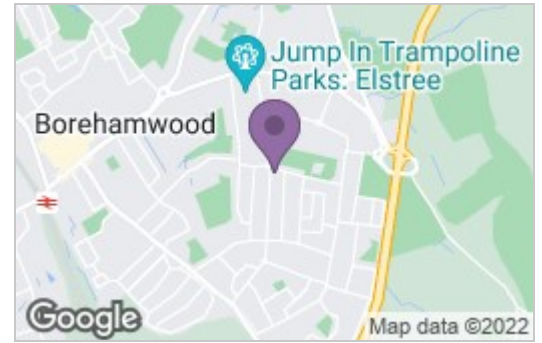 Jump In Trampoline
Parks: Elstree
Borehamwood
Google
Map data ©2022